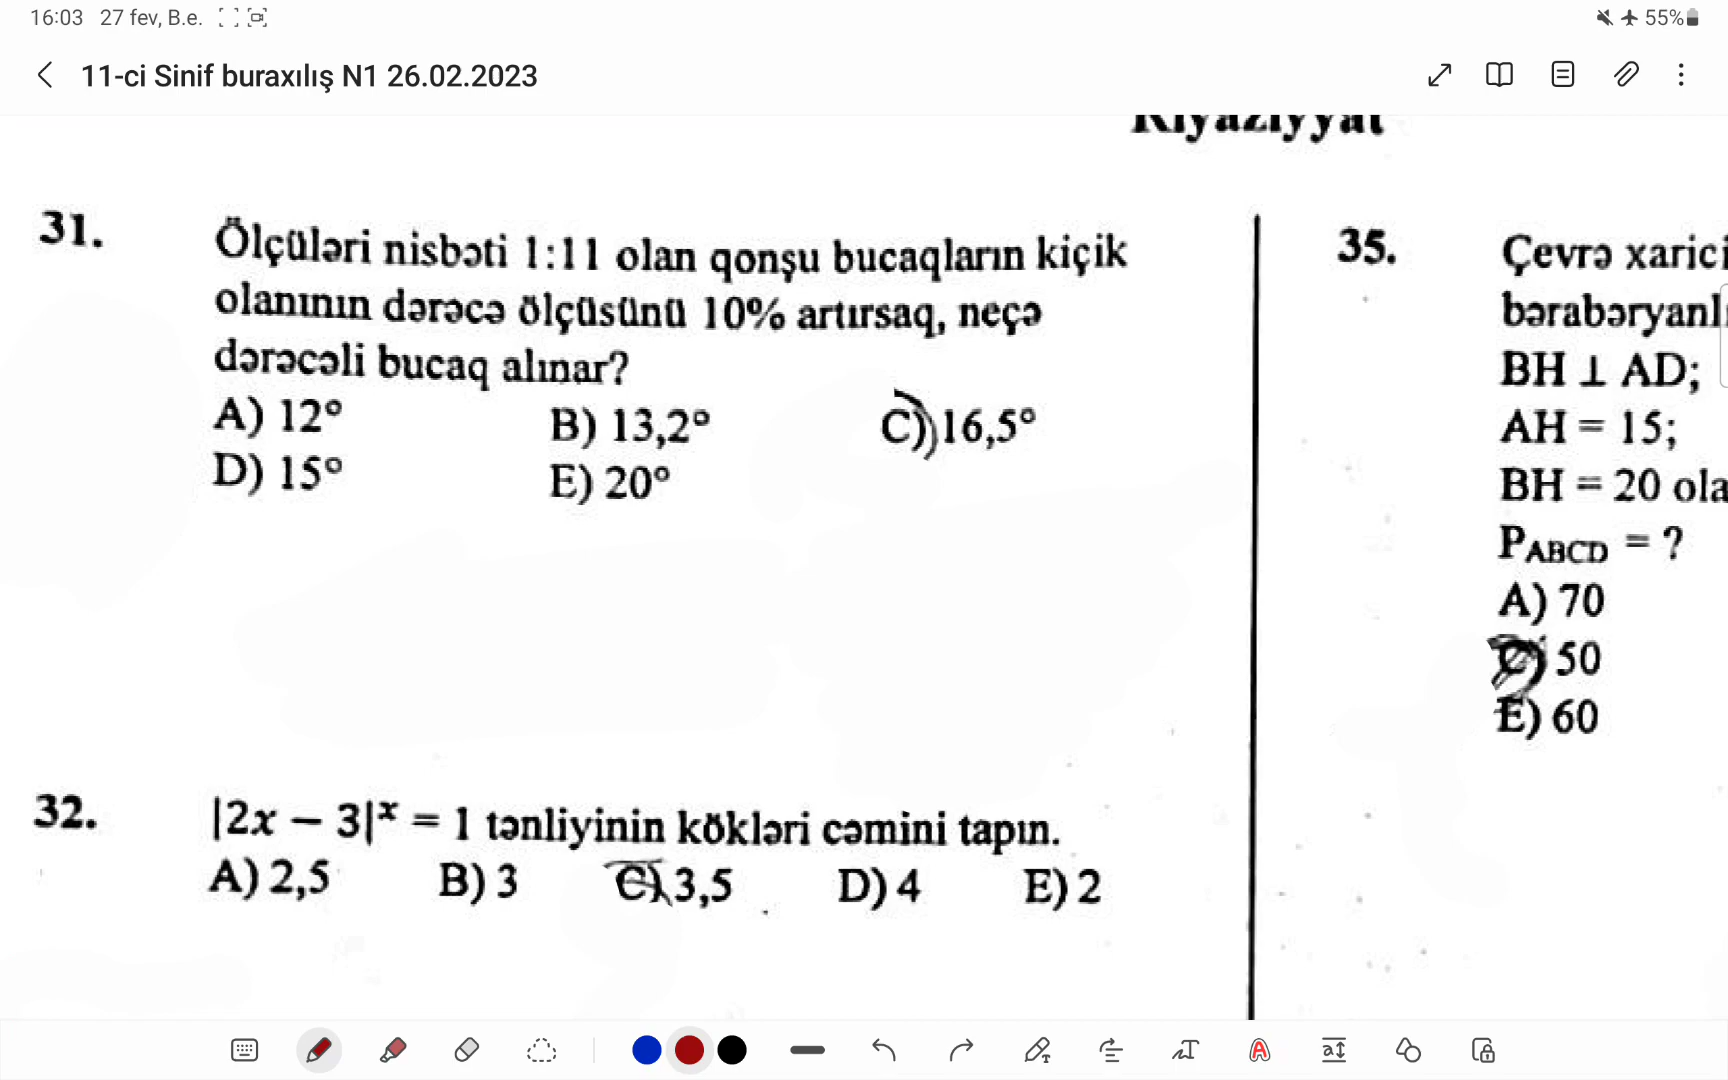 16:03 27 fev, B.e.
55%
11-ci Sinif buraxılış N1 26.02.2023
Riyaziyyat
31.
Ölçüləri nisbəti 1:11 olan qonşu bucaqların kiçik
olanının dərəcə ölçüsünü 10% artırsaq, neçə
dərəcəli bucaq alınar?
A) 12° B) 13,2° C) 16,5°
D) 15° E) 20°
32.
|2x − 3|ˣ = 1 tənliyinin kökləri cəmini tapın.
A) 2,5 B) 3 C) 3,5 D) 4 E) 2
35.
Çevrə xarici
bərabəryanlı
BH ⊥ AD;
AH = 15;
BH = 20 ola
P_ABCD = ?
A) 70
C) 50
E) 60